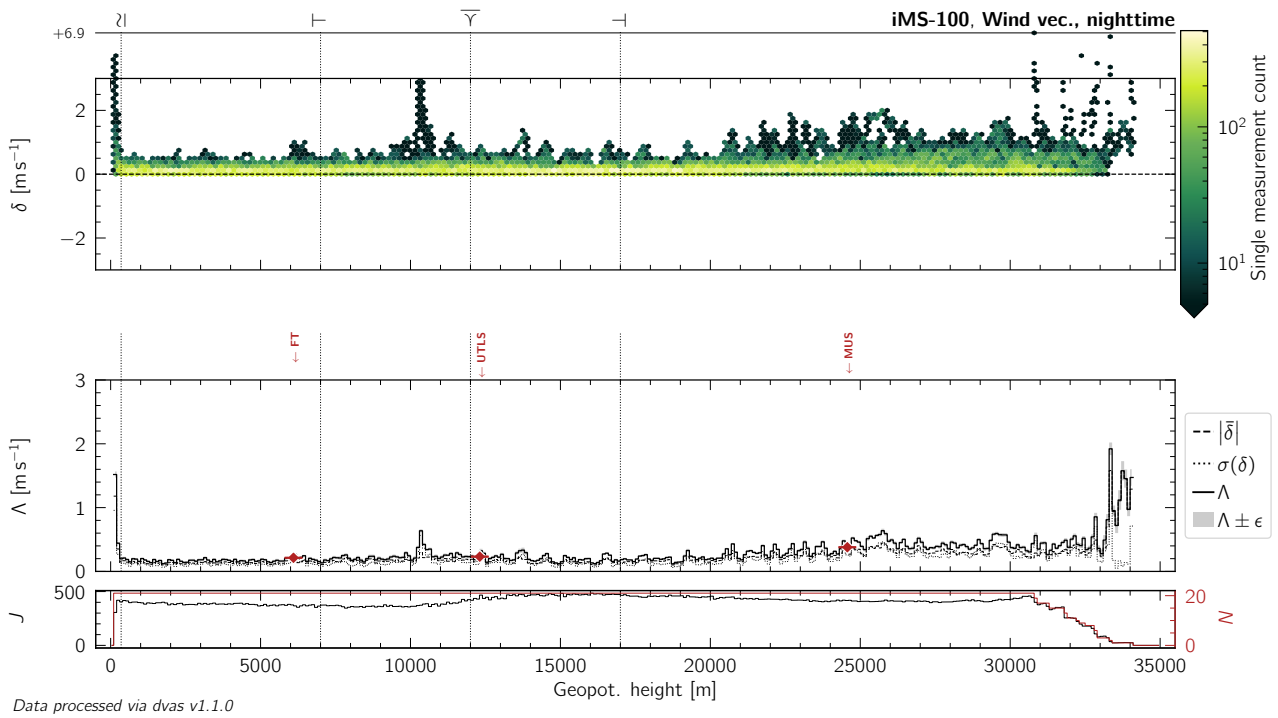 iMS-100, Wind vec., nighttime
+6.9
2
0
−2
δ [m s⁻¹]
10²
10¹
Single measurement count
← FT
← UTLS
← MUS
3
2
1
0
Λ [m s⁻¹]
|δ̄|
σ(δ)
Λ
Λ ± ϵ
500
0
J
20
0
N
0 5000 10000 15000 20000 25000 30000 35000
Geopot. height [m]
Data processed via dvas v1.1.0